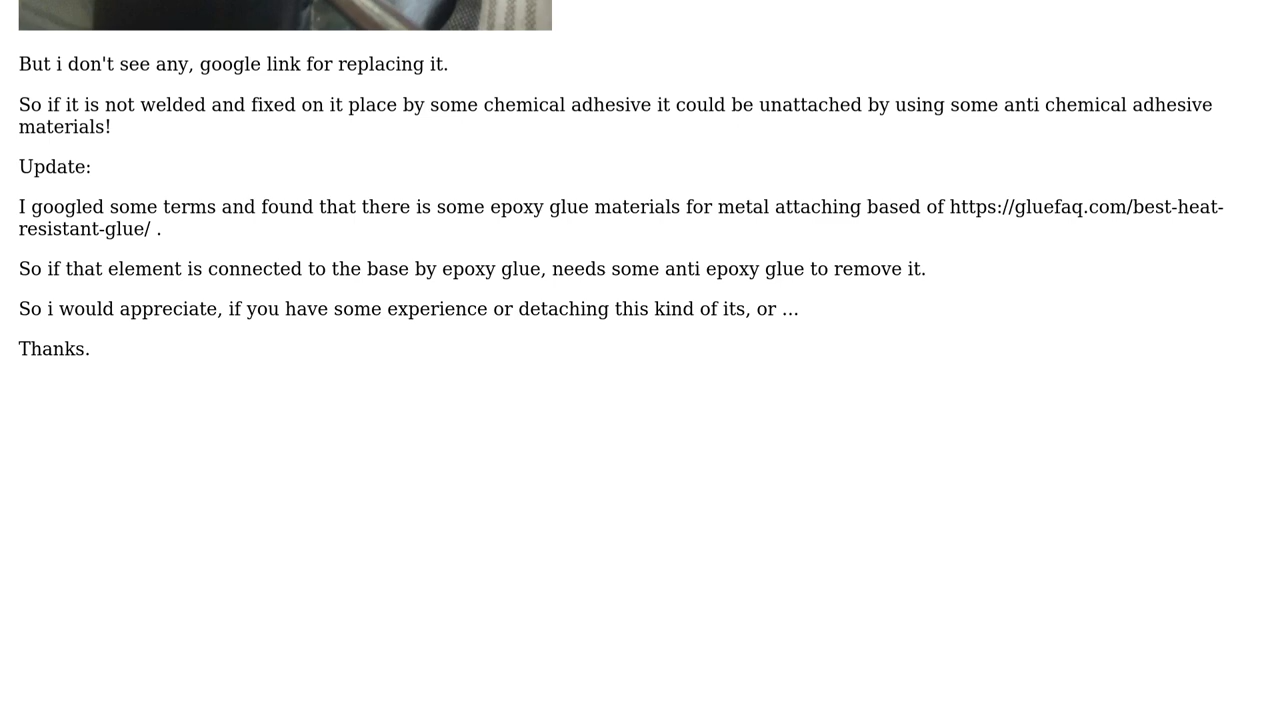 But i don't see any, google link for replacing it.
So if it is not welded and fixed on it place by some chemical adhesive it could be unattached by using some anti chemical adhesive
materials!
Update:
I googled some terms and found that there is some epoxy glue materials for metal attaching based of https://gluefaq.com/best-heat-
resistant-glue/ .
So if that element is connected to the base by epoxy glue, needs some anti epoxy glue to remove it.
So i would appreciate, if you have some experience or detaching this kind of its, or ...
Thanks.